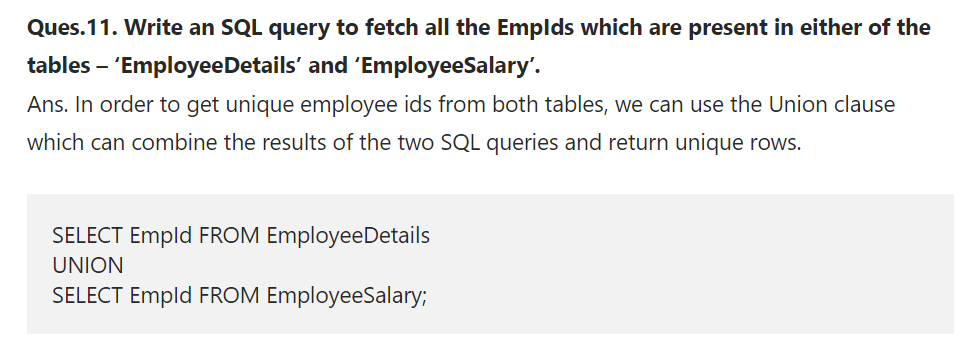 Ques.11. Write an SQL query to fetch all the EmpIds which are present in either of the
tables – ‘EmployeeDetails’ and ‘EmployeeSalary’.
Ans. In order to get unique employee ids from both tables, we can use the Union clause
which can combine the results of the two SQL queries and return unique rows.
SELECT EmpId FROM EmployeeDetails
UNION
SELECT EmpId FROM EmployeeSalary;